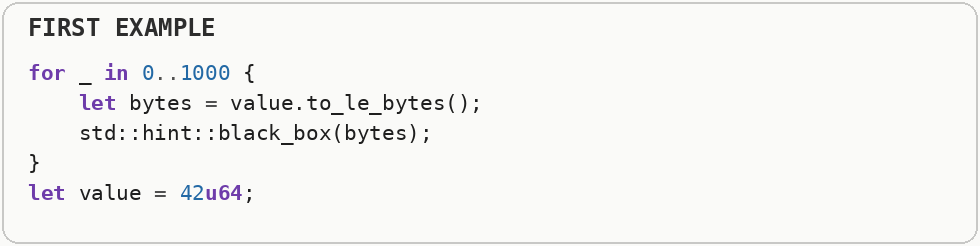 FIRST EXAMPLE
for _ in 0..1000 {
    let bytes = value.to_le_bytes();
    std::hint::black_box(bytes);
}
let value = 42u64;